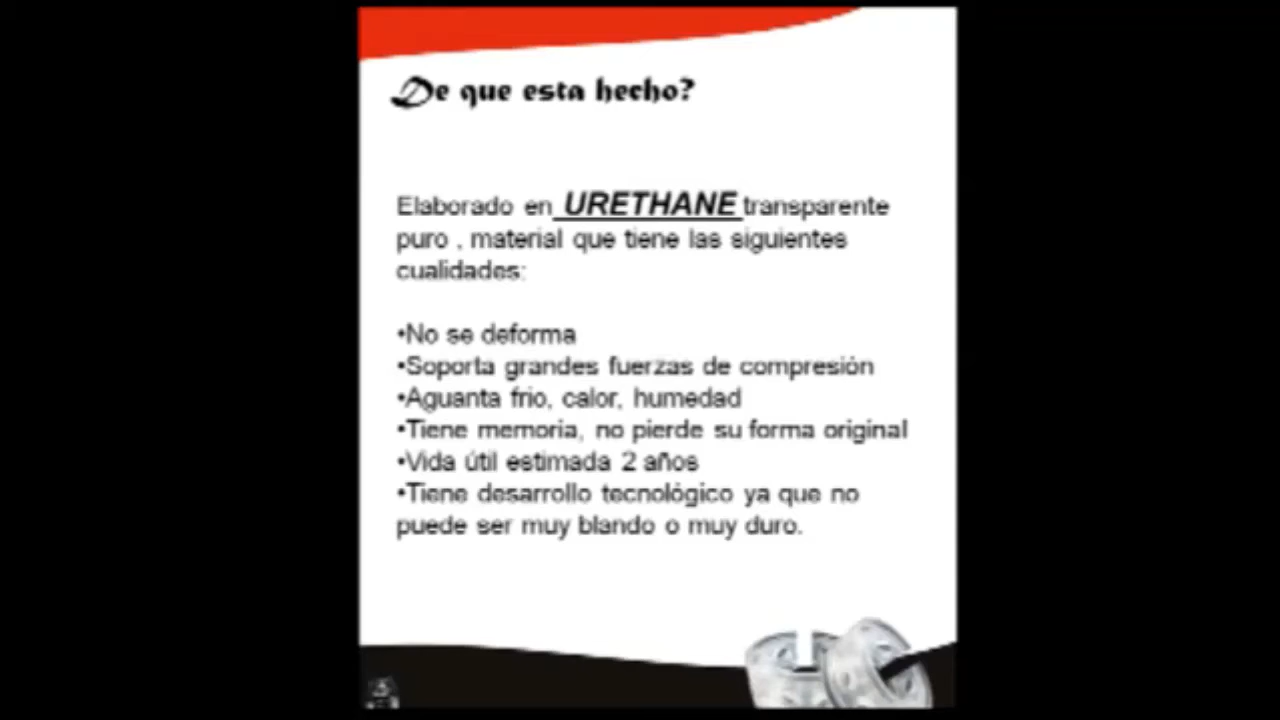 De que esta hecho?
Elaborado en URETHANE transparente
puro , material que tiene las siguientes
cualidades:
•No se deforma
•Soporta grandes fuerzas de compresión
•Aguanta frio, calor, humedad
•Tiene memoria, no pierde su forma original
•Vida útil estimada 2 años
•Tiene desarrollo tecnológico ya que no
puede ser muy blando o muy duro.